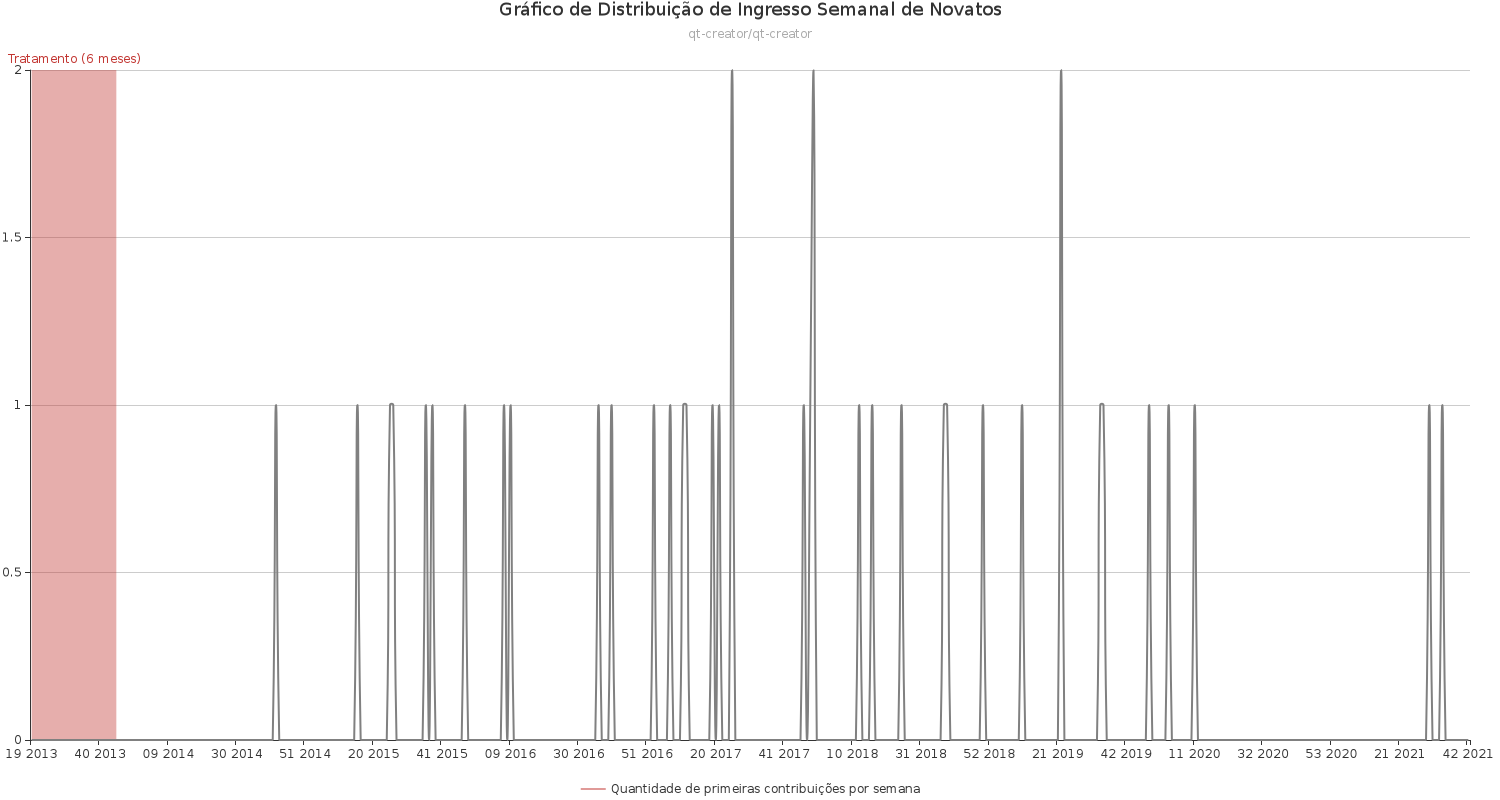 Gráfico de Distribuição de Ingresso Semanal de Novatos
qt-creator/qt-creator
Tratamento (6 meses)
2
1.5
1
0.5
0
19 2013 40 2013 09 2014 30 2014 51 2014 20 2015 41 2015 09 2016 30 2016 51 2016 20 2017 41 2017 10 2018 31 2018 52 2018 21 2019 42 2019 11 2020 32 2020 53 2020 21 2021 42 2021
Quantidade de primeiras contribuições por semana